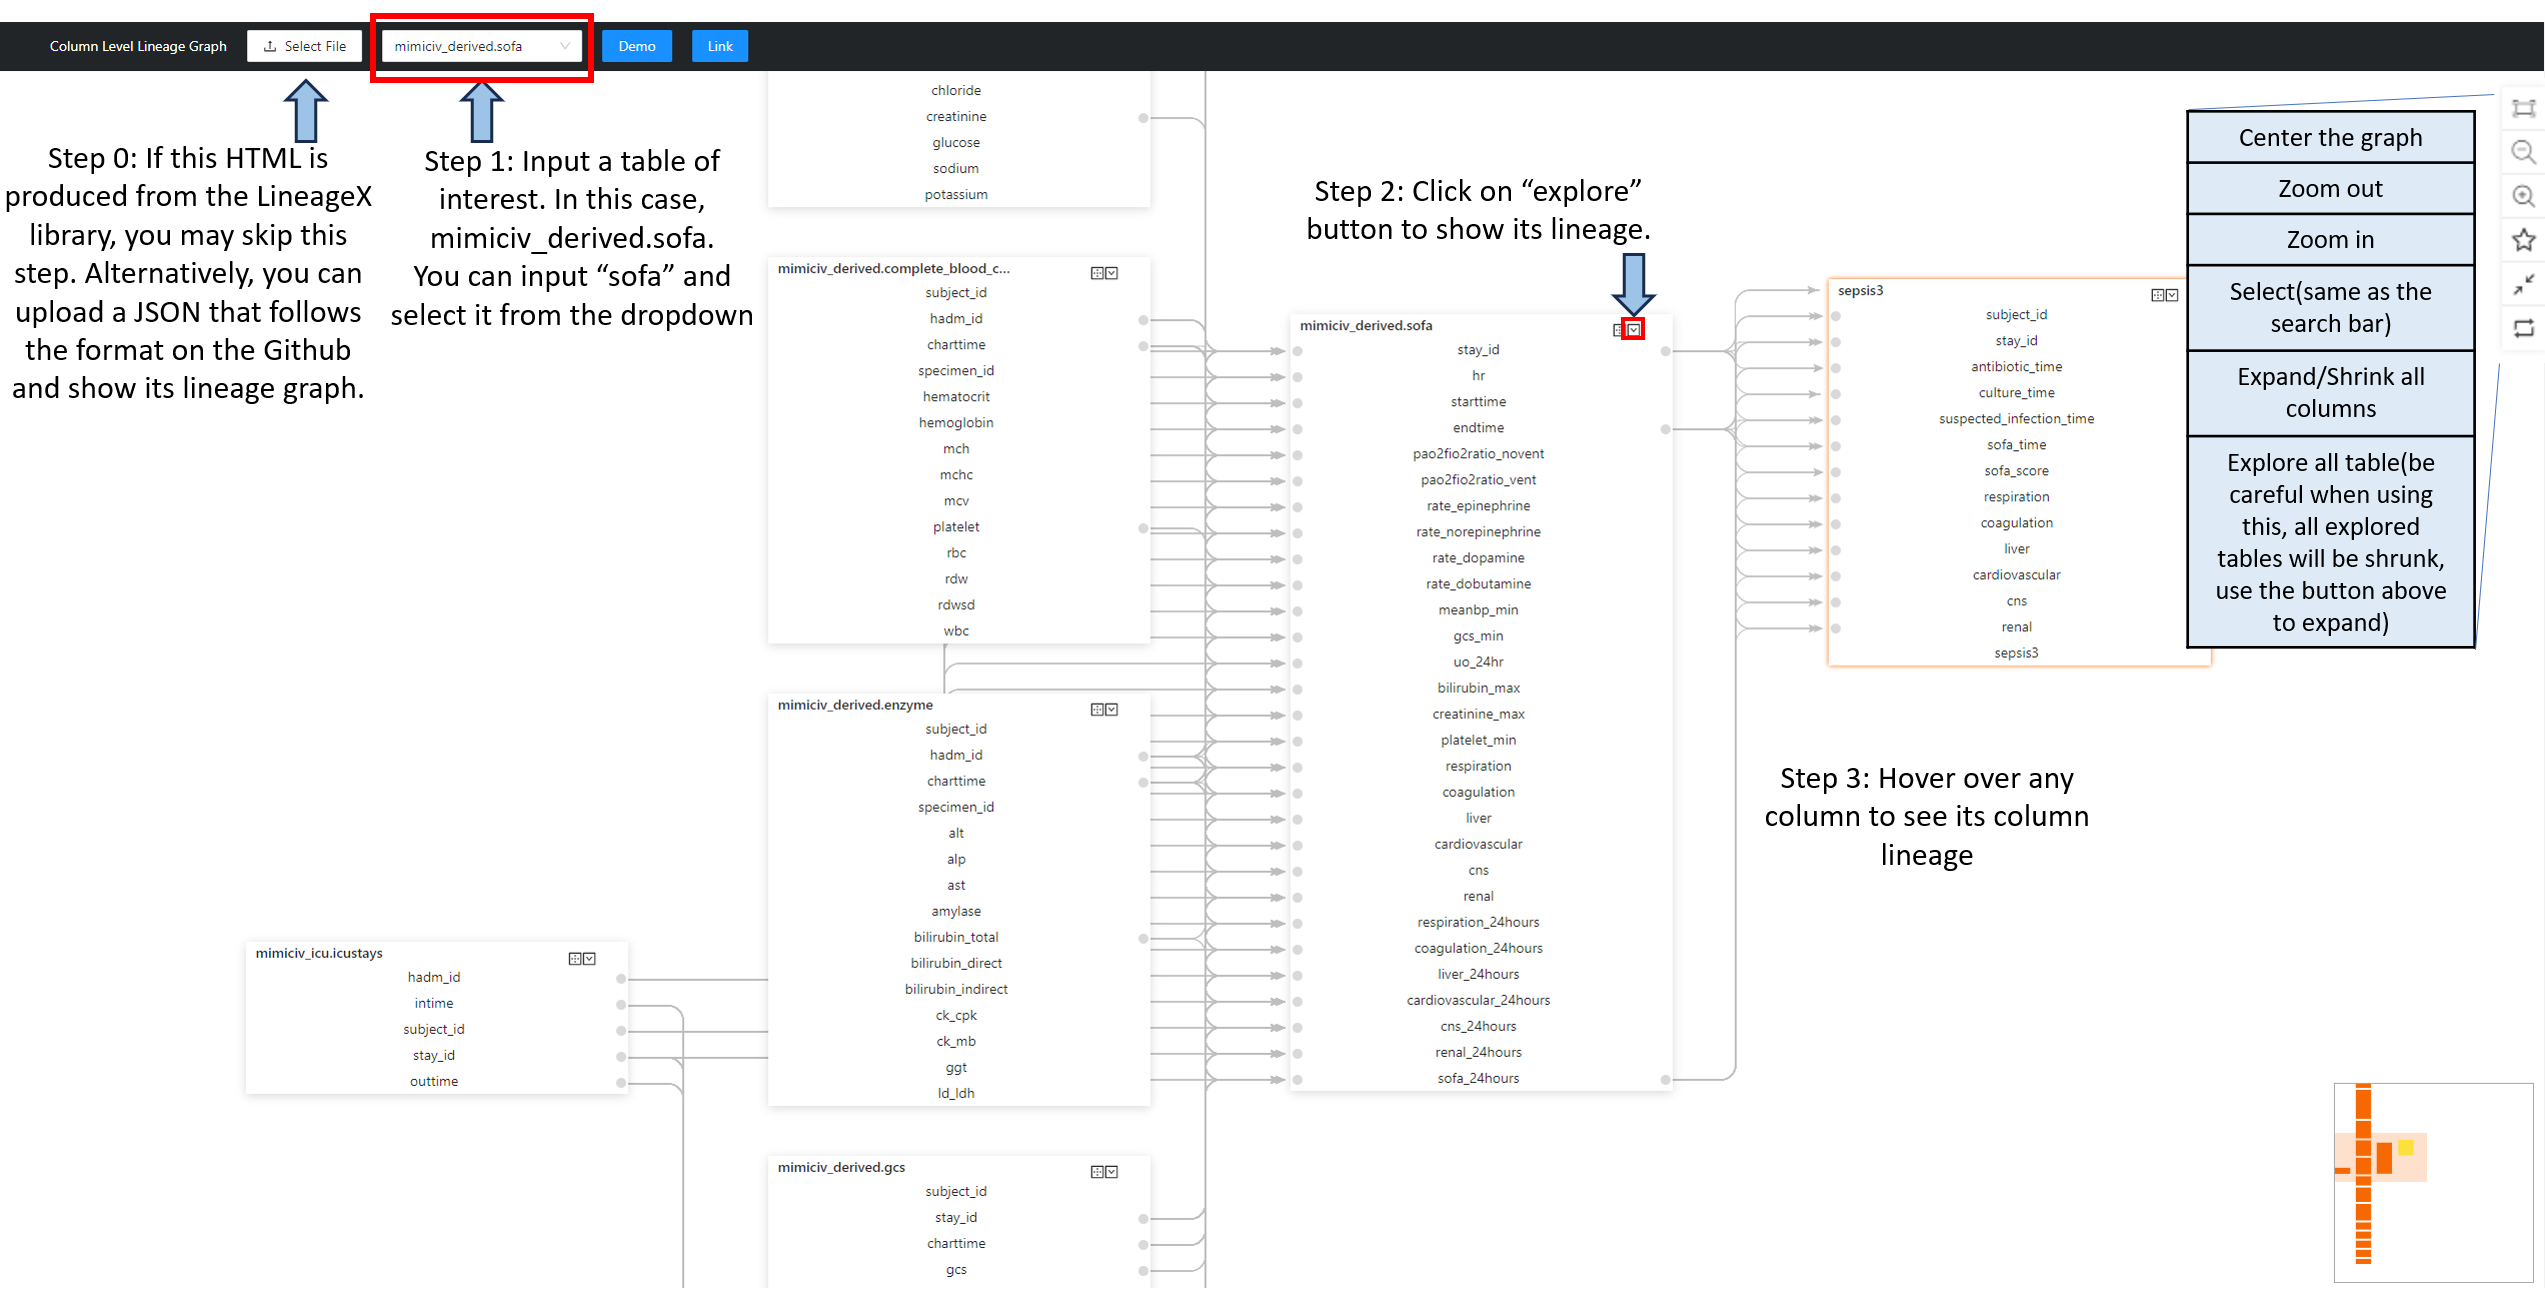 Column Level Lineage Graph
Select File
mimiciv_derived.sofa
Demo
Link
Step 0: If this HTML is
produced from the LineageX
library, you may skip this
step. Alternatively, you can
upload a JSON that follows
the format on the Github
and show its lineage graph.
Step 1: Input a table of
interest. In this case,
mimiciv_derived.sofa.
You can input “sofa” and
select it from the dropdown
chloride
creatinine
glucose
sodium
potassium
mimiciv_derived.complete_blood_c...
subject_id
hadm_id
charttime
specimen_id
hematocrit
hemoglobin
mch
mchc
mcv
platelet
rbc
rdw
rdwsd
wbc
mimiciv_derived.enzyme
subject_id
hadm_id
charttime
specimen_id
alt
alp
ast
amylase
bilirubin_total
bilirubin_direct
bilirubin_indirect
ck_cpk
ck_mb
ggt
ld_ldh
mimiciv_icu.icustays
hadm_id
intime
subject_id
stay_id
outtime
mimiciv_derived.gcs
subject_id
stay_id
charttime
gcs
Step 2: Click on “explore”
button to show its lineage.
mimiciv_derived.sofa
stay_id
hr
starttime
endtime
pao2fio2ratio_novent
pao2fio2ratio_vent
rate_epinephrine
rate_norepinephrine
rate_dopamine
rate_dobutamine
meanbp_min
gcs_min
uo_24hr
bilirubin_max
creatinine_max
platelet_min
respiration
coagulation
liver
cardiovascular
cns
renal
respiration_24hours
coagulation_24hours
liver_24hours
cardiovascular_24hours
cns_24hours
renal_24hours
sofa_24hours
sepsis3
subject_id
stay_id
antibiotic_time
culture_time
suspected_infection_time
sofa_time
sofa_score
respiration
coagulation
liver
cardiovascular
cns
renal
sepsis3
Step 3: Hover over any
column to see its column
lineage
Center the graph
Zoom out
Zoom in
Select(same as the
search bar)
Expand/Shrink all
columns
Explore all table(be
careful when using
this, all explored
tables will be shrunk,
use the button above
to expand)